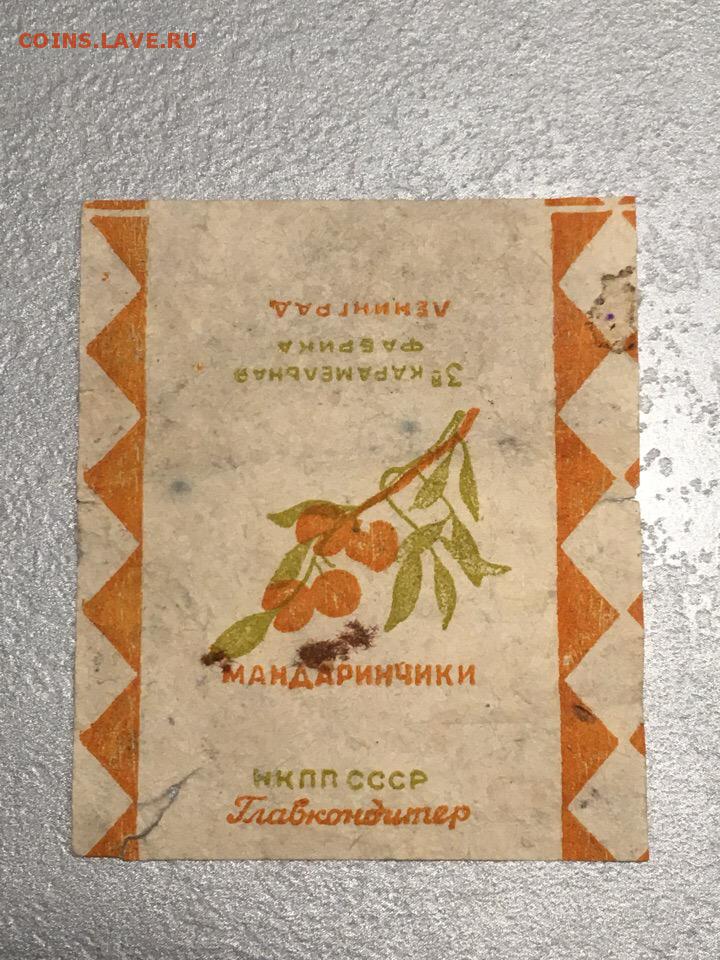 COINS.LAVE.RU
ЛЕНИНГРАД
3я КАРАМЕЛЬНАЯ
ФАБРИКА
МАНДАРИНЧИКИ
НКПП СССР
Главкондитер